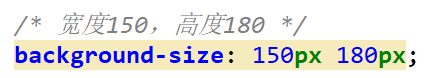 /* 宽度150，高度180 */
background-size: 150px 180px;